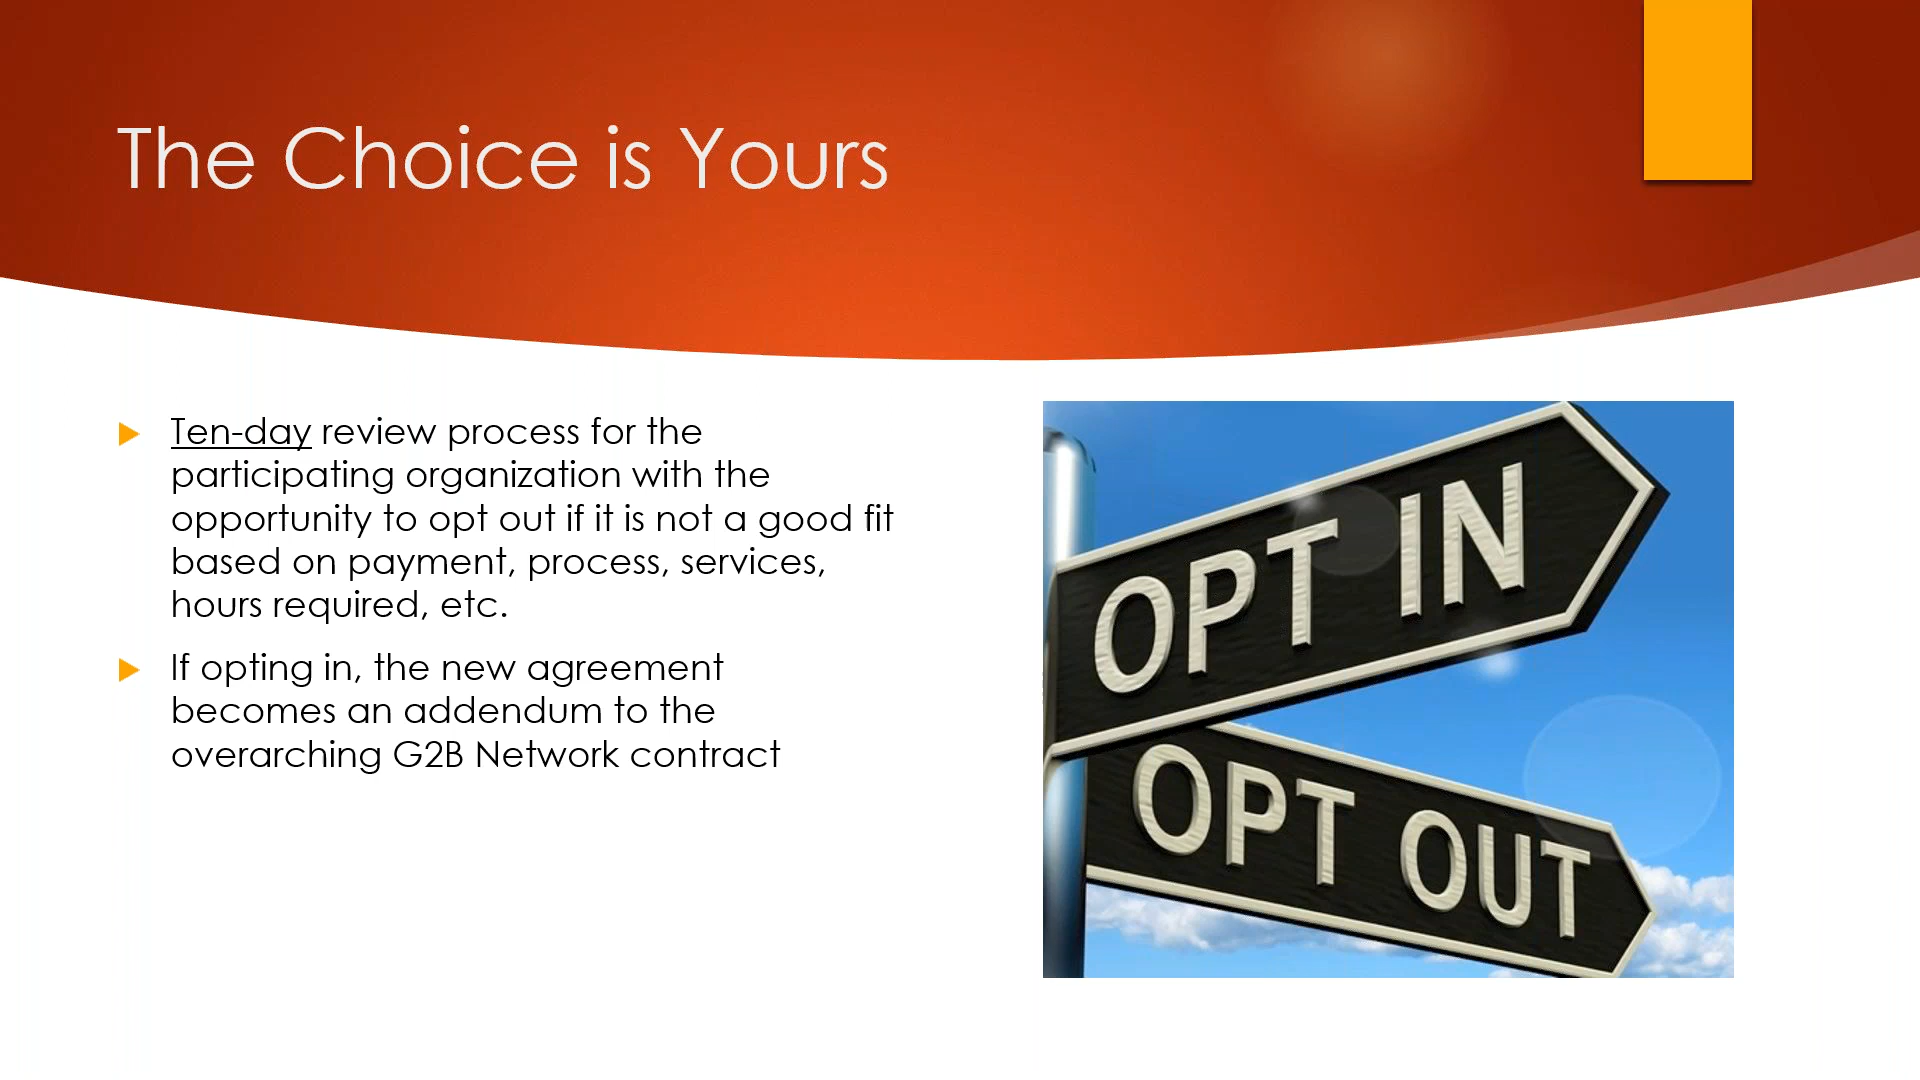 The Choice is Yours
Ten-day review process for the
participating organization with the
opportunity to opt out if it is not a good fit
based on payment, process, services,
hours required, etc.
If opting in, the new agreement
becomes an addendum to the
overarching G2B Network contract
OPT IN
OPT OUT